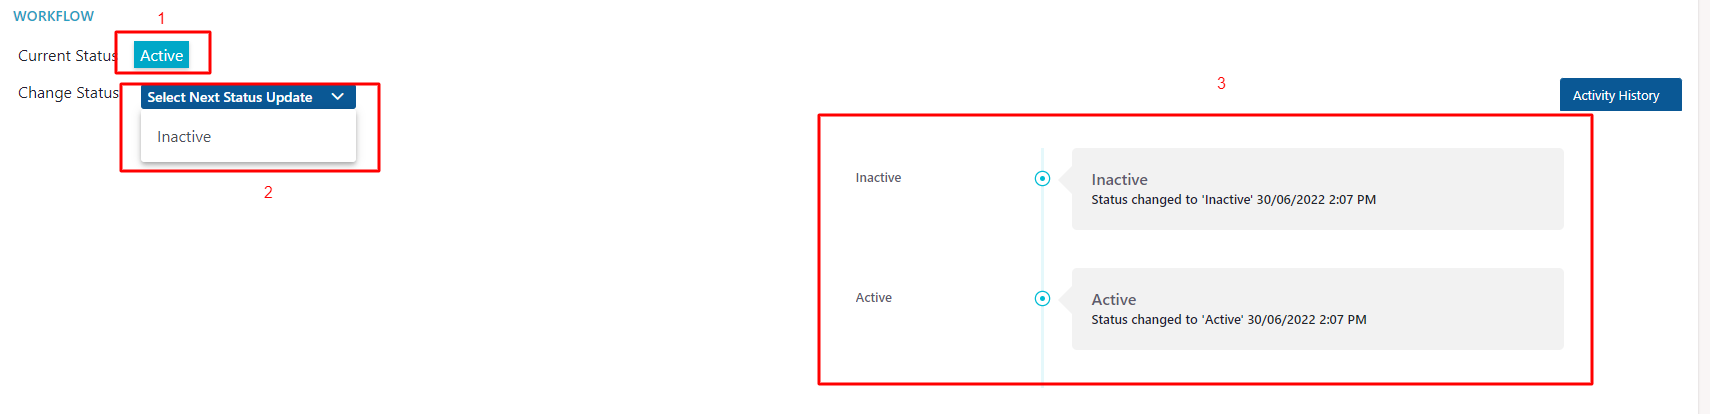 WORKFLOW
1
Current Status
Active
Change Status
Select Next Status Update
Inactive
2
3
Activity History
Inactive
Inactive
Status changed to 'Inactive' 30/06/2022 2:07 PM
Active
Active
Status changed to 'Active' 30/06/2022 2:07 PM